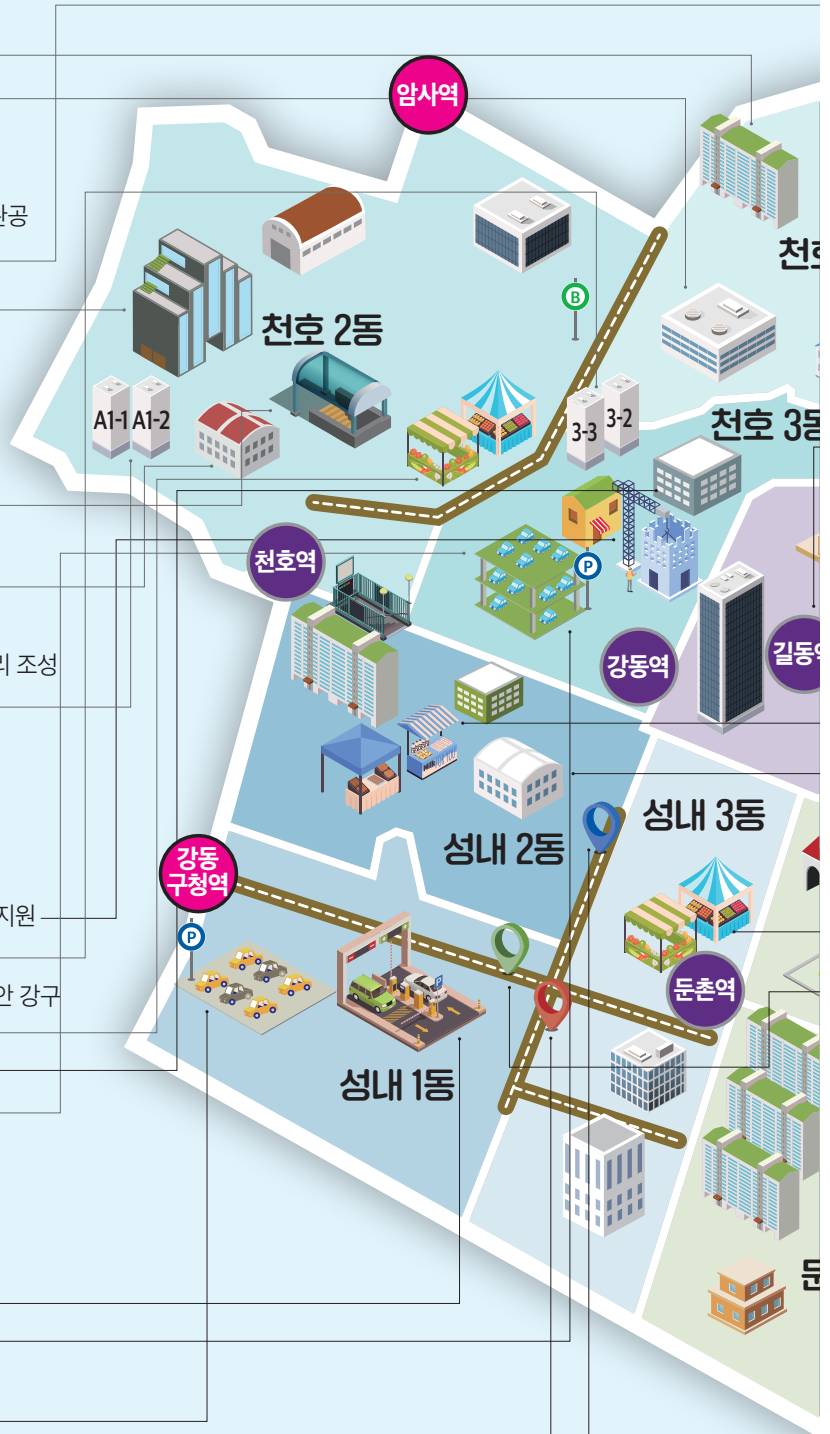 암사역
관공
천호
천호 2동
B
A1-1
A1-2
3-3
3-2
천호 3동
천호역
P
강동역
길동역
리 조성
성내 3동
성내 2동
강동
구청역
지원
P
둔촌역
안 강구
성내 1동
둔